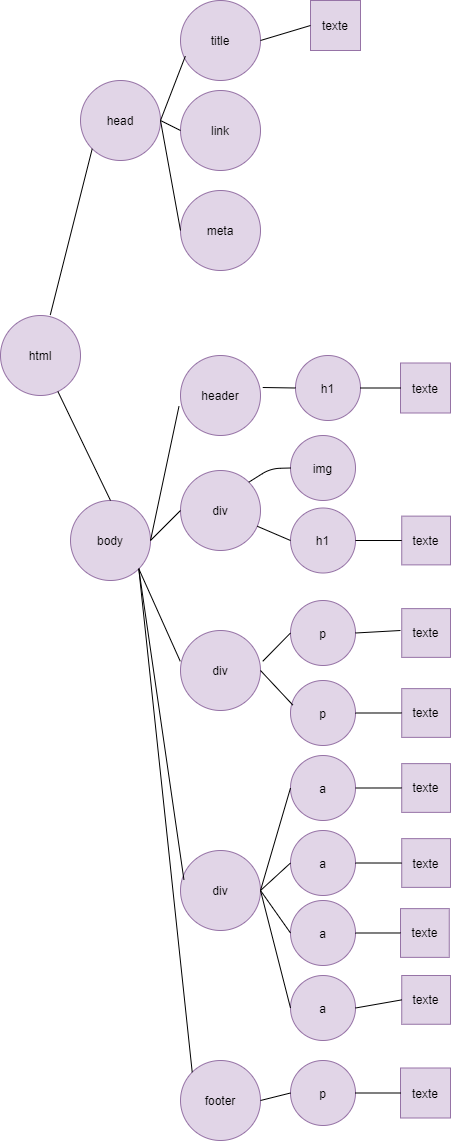 title
texte
head
link
meta
html
header
h1
texte
img
div
h1
texte
body
p
texte
div
p
texte
a
texte
a
texte
div
a
texte
a
texte
footer
p
texte